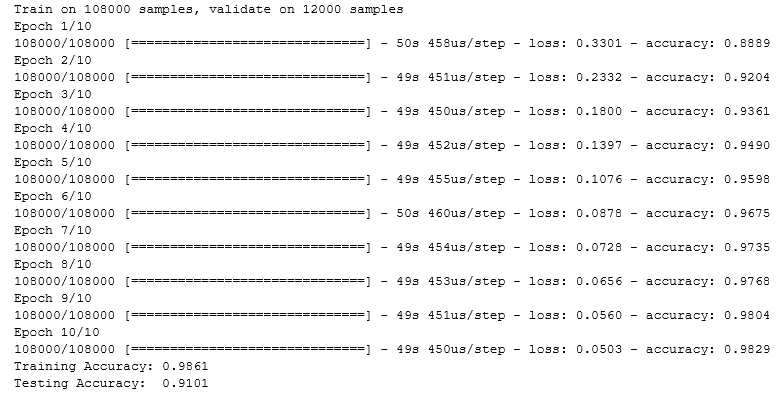 Train on 108000 samples, validate on 12000 samples
Epoch 1/10
108000/108000 [==============================] - 50s 458us/step - loss: 0.3301 - accuracy: 0.8889
Epoch 2/10
108000/108000 [==============================] - 49s 451us/step - loss: 0.2332 - accuracy: 0.9204
Epoch 3/10
108000/108000 [==============================] - 49s 450us/step - loss: 0.1800 - accuracy: 0.9361
Epoch 4/10
108000/108000 [==============================] - 49s 452us/step - loss: 0.1397 - accuracy: 0.9490
Epoch 5/10
108000/108000 [==============================] - 49s 455us/step - loss: 0.1076 - accuracy: 0.9598
Epoch 6/10
108000/108000 [==============================] - 50s 460us/step - loss: 0.0878 - accuracy: 0.9675
Epoch 7/10
108000/108000 [==============================] - 49s 454us/step - loss: 0.0728 - accuracy: 0.9735
Epoch 8/10
108000/108000 [==============================] - 49s 453us/step - loss: 0.0656 - accuracy: 0.9768
Epoch 9/10
108000/108000 [==============================] - 49s 451us/step - loss: 0.0560 - accuracy: 0.9804
Epoch 10/10
108000/108000 [==============================] - 49s 450us/step - loss: 0.0503 - accuracy: 0.9829
Training Accuracy: 0.9861
Testing Accuracy:  0.9101